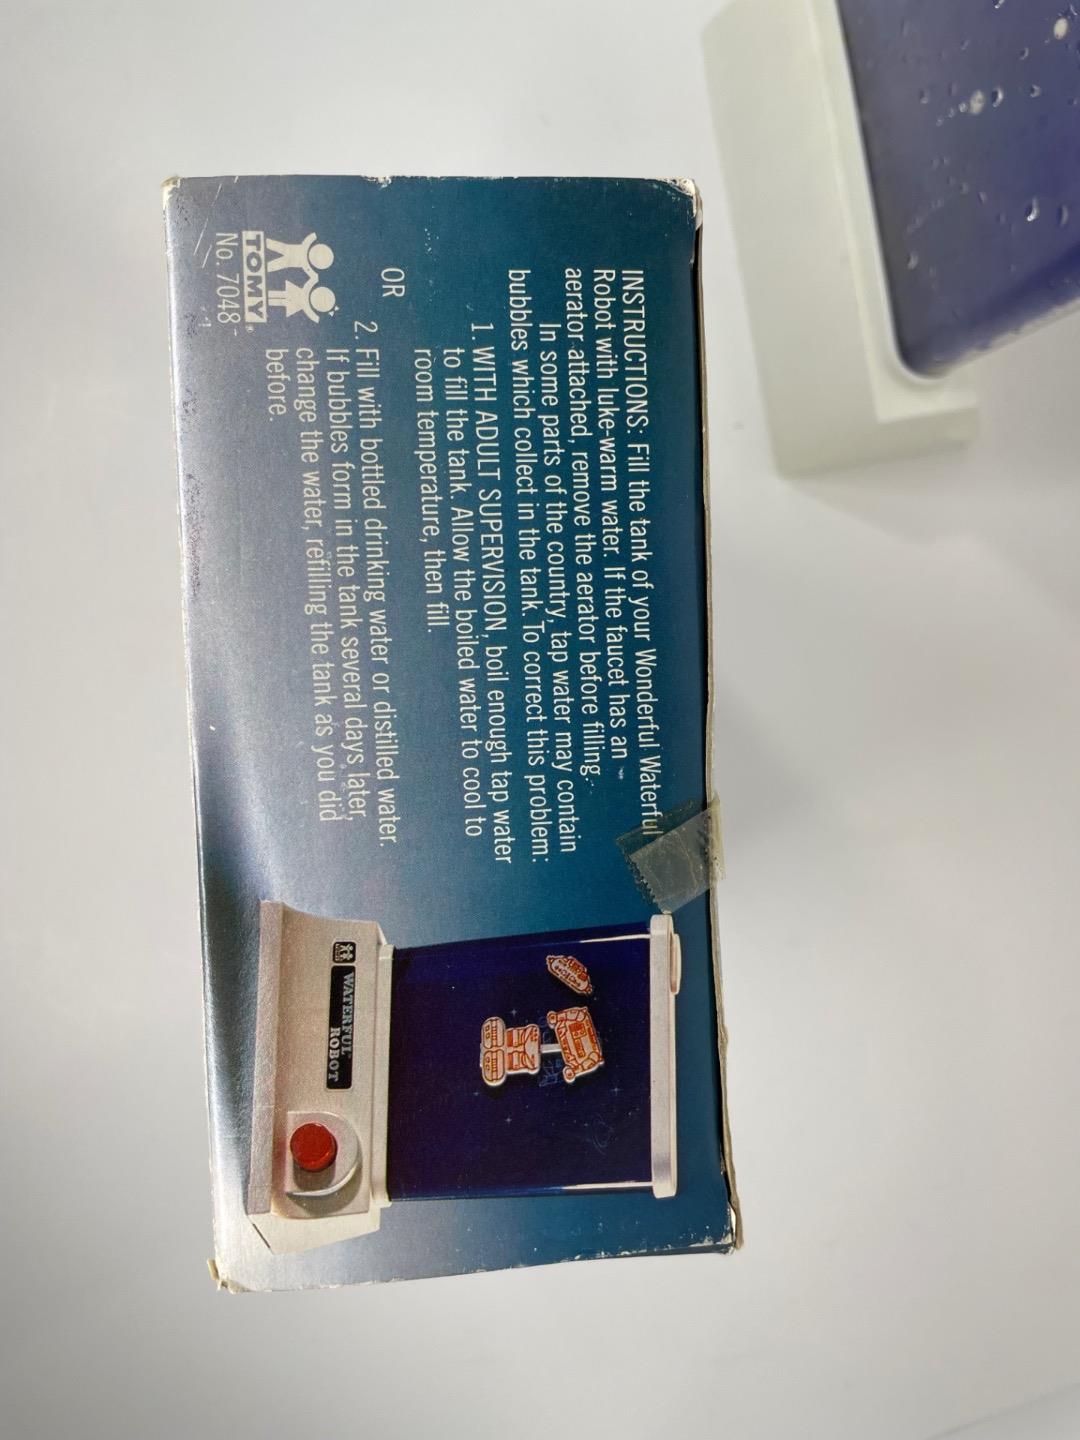 INSTRUCTIONS: Fill the tank of your Wonderful Waterful
Robot with luke-warm water. If the faucet has an
aerator attached, remove the aerator before filling.
In some parts of the country, tap water may contain
bubbles which collect in the tank. To correct this problem:
1. WITH ADULT SUPERVISION, boil enough tap water
to fill the tank. Allow the boiled water to cool to
room temperature, then fill.
OR
2. Fill with bottled drinking water or distilled water.
If bubbles form in the tank several days later,
change the water, refilling the tank as you did
before.
TOMY
No. 7048
WATERFUL
ROBOT